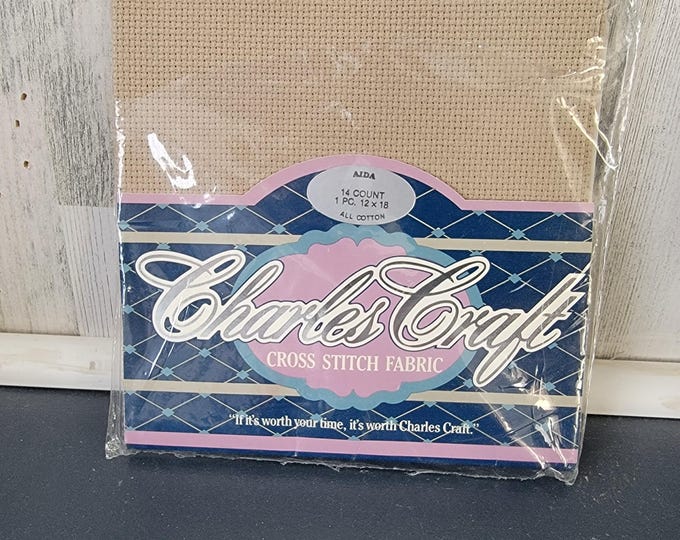 AIDA
14 COUNT
1 PC. 12 x 18
ALL COTTON
Charles Craft
CROSS STITCH FABRIC
"If it's worth your time, it's worth Charles Craft."